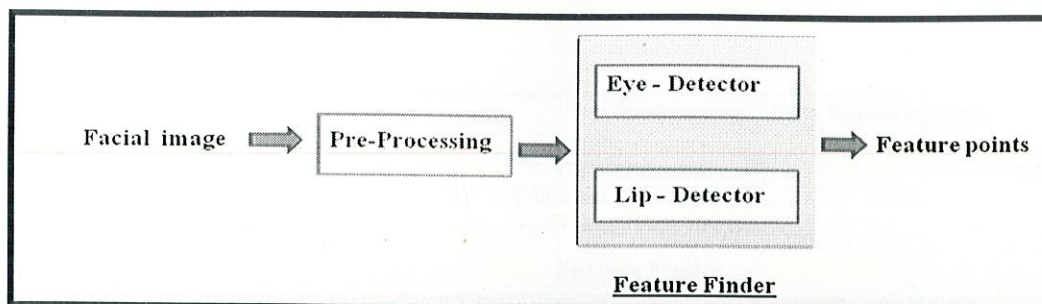 Eye - Detector
Facial image
Pre-Processing
Feature points
Lip - Detector
Feature Finder